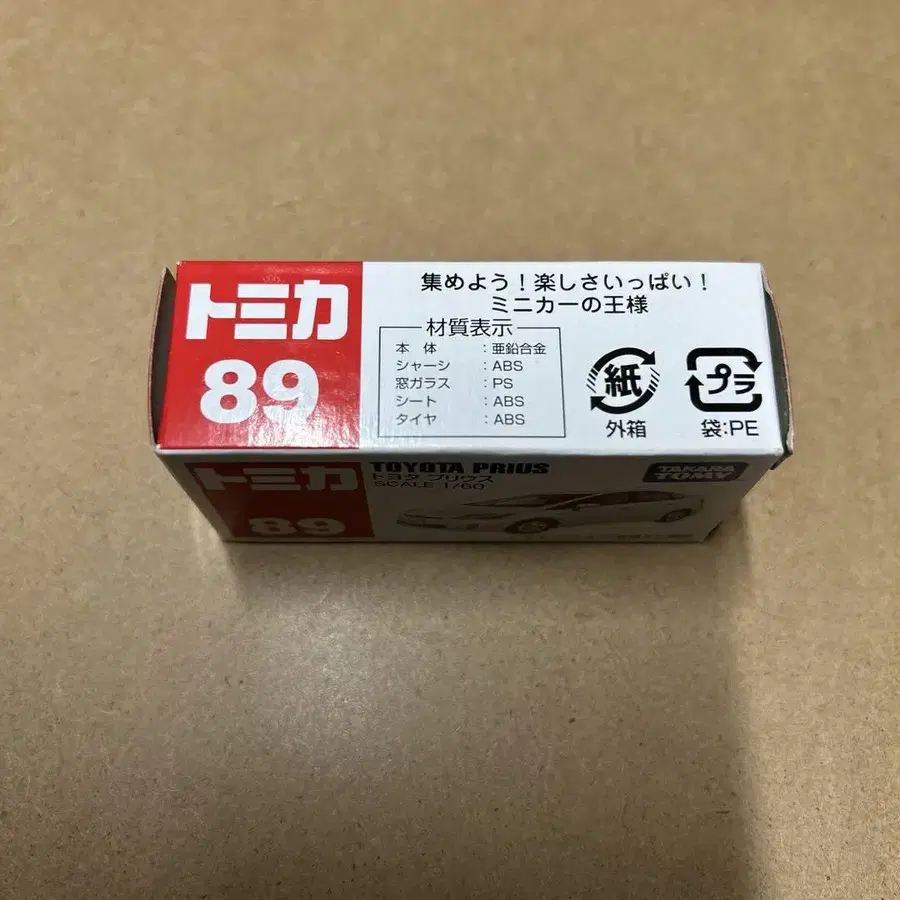 トミカ
89
集めよう！楽しさいっぱい！
ミニカーの王様
材質表示
本体：亜鉛合金
シャーシ：ABS
窓ガラス：PS
シート：ABS
タイヤ：ABS
紙
外箱
プラ
袋:PE
トミカ
89
TOYOTA PRIUS
トヨタ プリウス
SCALE 1/60
TAKARA
TOMY